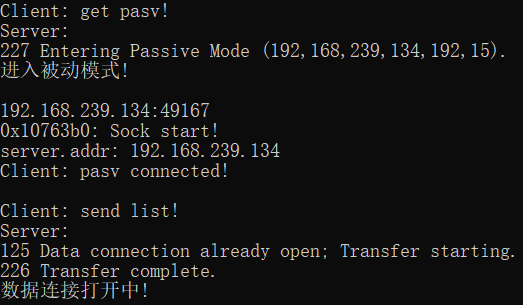 Client: get pasv!
Server:
227 Entering Passive Mode (192,168,239,134,192,15).
进入被动模式!
192.168.239.134:49167
0x10763b0: Sock start!
server.addr: 192.168.239.134
Client: pasv connected!
Client: send list!
Server:
125 Data connection already open; Transfer starting.
226 Transfer complete.
数据连接打开中!